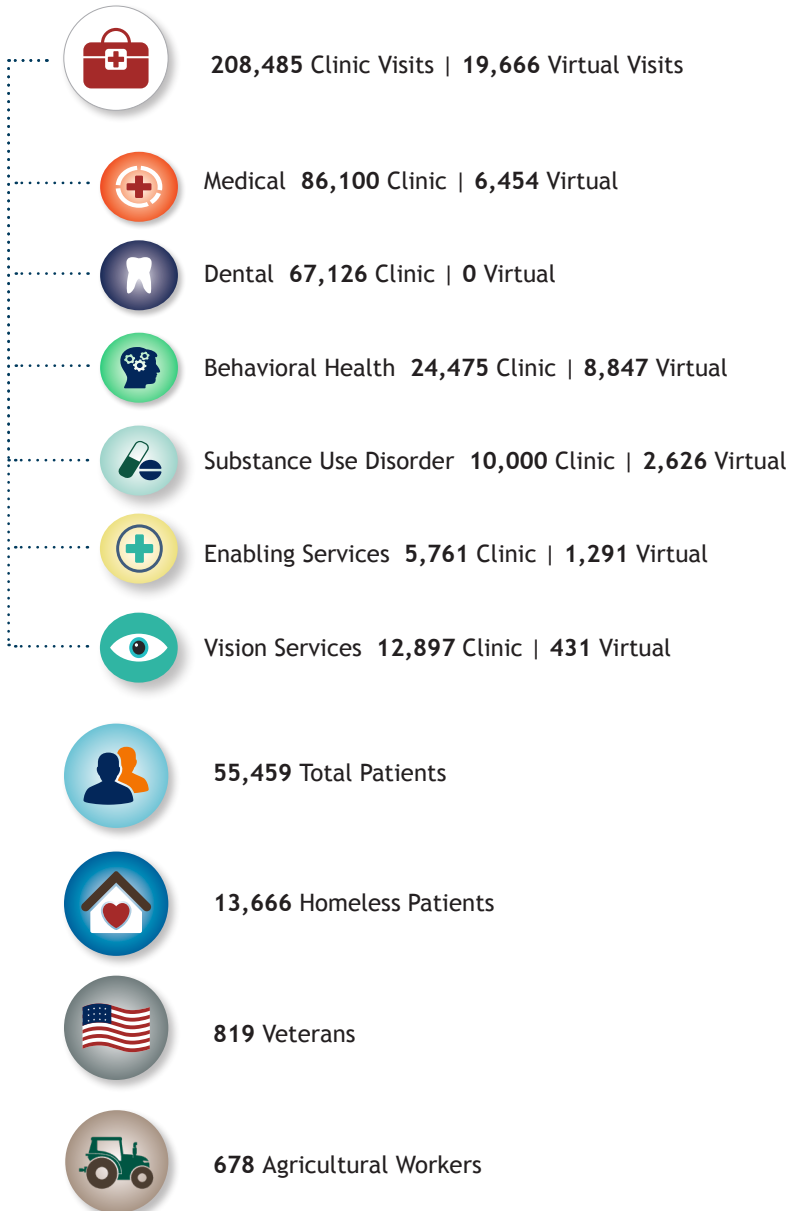 208,485 Clinic Visits | 19,666 Virtual Visits
Medical 86,100 Clinic | 6,454 Virtual
Dental 67,126 Clinic | 0 Virtual
Behavioral Health 24,475 Clinic | 8,847 Virtual
Substance Use Disorder 10,000 Clinic | 2,626 Virtual
Enabling Services 5,761 Clinic | 1,291 Virtual
Vision Services 12,897 Clinic | 431 Virtual
55,459 Total Patients
13,666 Homeless Patients
819 Veterans
678 Agricultural Workers